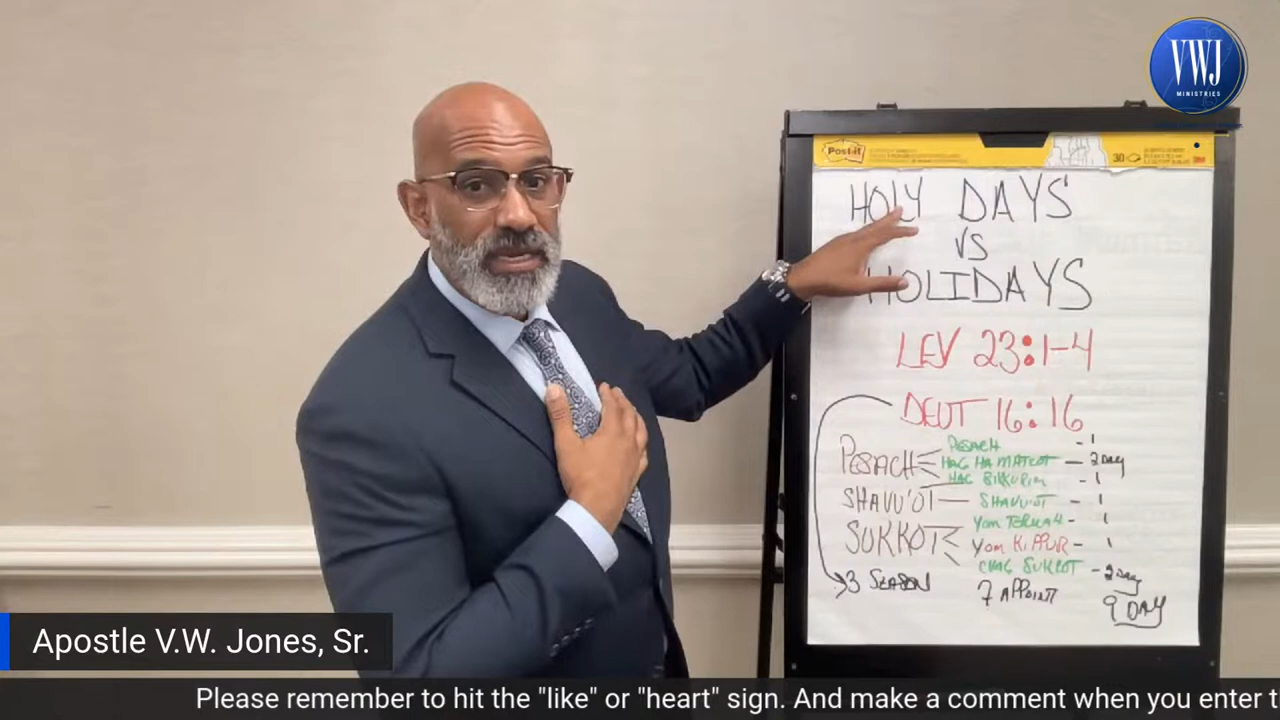 VWJ
MINISTRIES
Post-it
30
3M
HOLY DAYS
VS
HOLIDAYS
LEV 23:1-4
DEUT 16:16
PESACH
PESACH - 1
HAG HA MATZOT - 2 DAY
HAG BIKKURIM - 1
SHAVU'OT — SHAVU'OT - 1
SUKKOT
YOM TERUAH - 1
YOM KIPPUR - 1
CHAG SUKKOT - 2 DAY
3 SEASON 7 APPOINT 9 DAY
Apostle V.W. Jones, Sr.
Please remember to hit the "like" or "heart" sign. And make a comment when you enter t